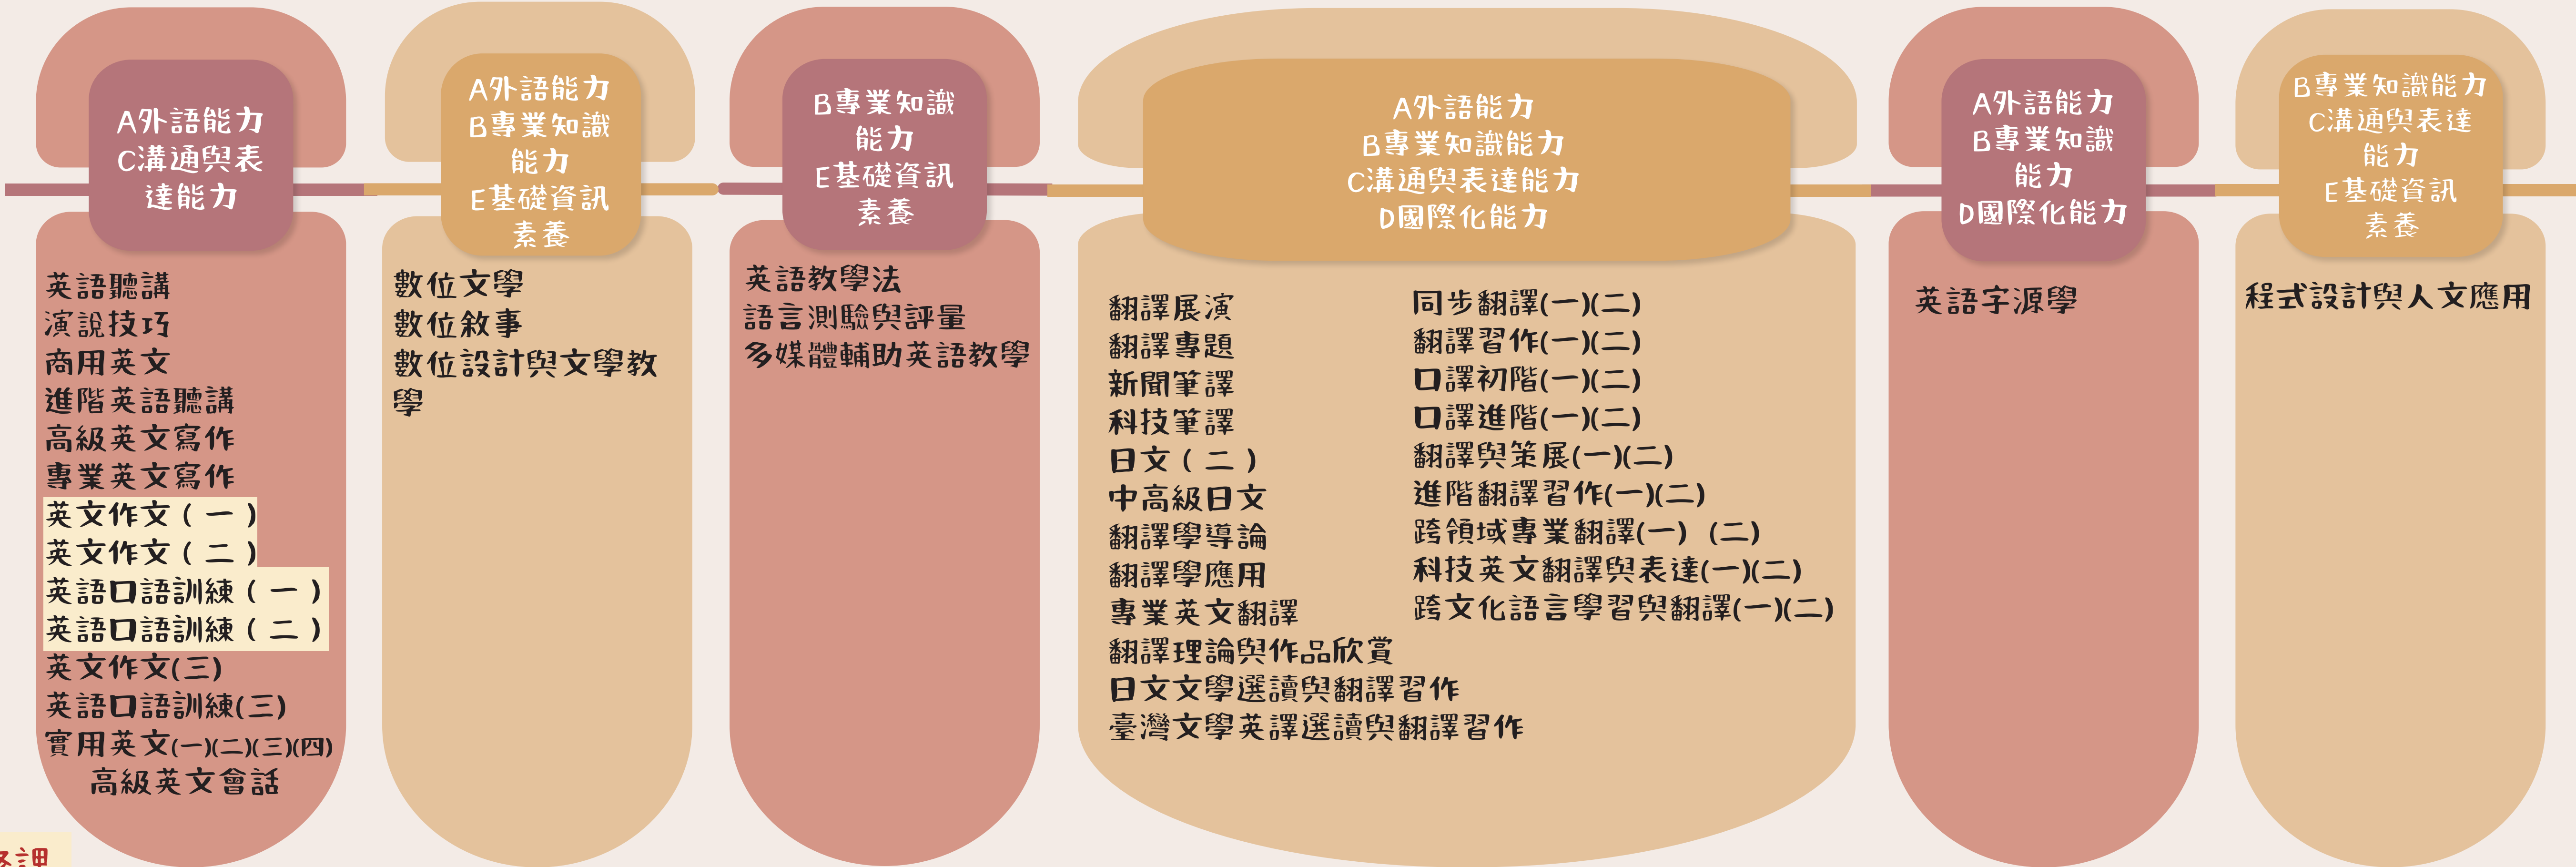 A外語能力
C溝通與表
達能力
英語聽講
演說技巧
商用英文
進階英語聽講
高級英文寫作
專業英文寫作
英文作文(一)
英文作文(二)
英語口語訓練(一)
英語口語訓練(二)
英文作文(三)
英語口語訓練(三)
實用英文(一)(二)(三)(四)
高級英文會話
A外語能力
B專業知識
能力
E基礎資訊
素養
數位文學
數位敘事
數位設計與文學教
學
B專業知識
能力
E基礎資訊
素養
英語教學法
語言測驗與評量
多媒體輔助英語教學
A外語能力
B專業知識能力
C溝通與表達能力
D國際化能力
翻譯展演
翻譯專題
新聞筆譯
科技筆譯
日文(二)
中高級日文
翻譯學導論
翻譯學應用
專業英文翻譯
翻譯理論與作品欣賞
日文文學選讀與翻譯習作
臺灣文學英譯選讀與翻譯習作
同步翻譯(一)(二)
翻譯習作(一)(二)
口譯初階(一)(二)
口譯進階(一)(二)
翻譯與策展(一)(二)
進階翻譯習作(一)(二)
跨領域專業翻譯(一) (二)
科技英文翻譯與表達(一)(二)
跨文化語言學習與翻譯(一)(二)
A外語能力
B專業知識
能力
D國際化能力
英語字源學
B專業知識能力
C溝通與表達
能力
E基礎資訊
素養
程式設計與人文應用